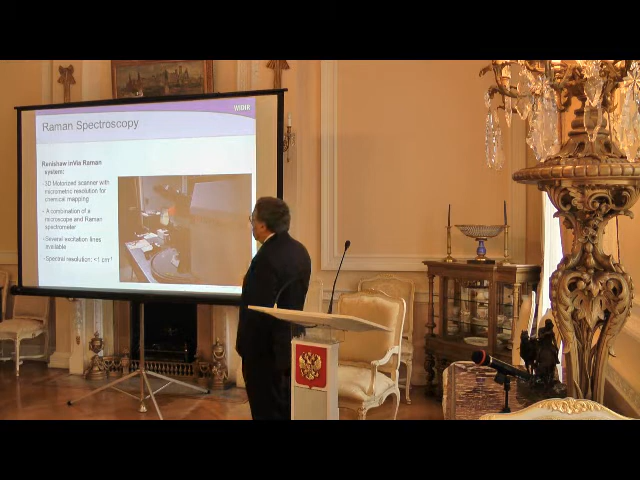 Raman Spectroscopy
Renishaw inVia Raman
system:
-3D Motorized scanner with
micrometric resolution for
chemical mapping
- A combination of a
microscope and Raman
spectrometer
- Several excitation lines
available
-Spectral resolution: <1 cm⁻¹